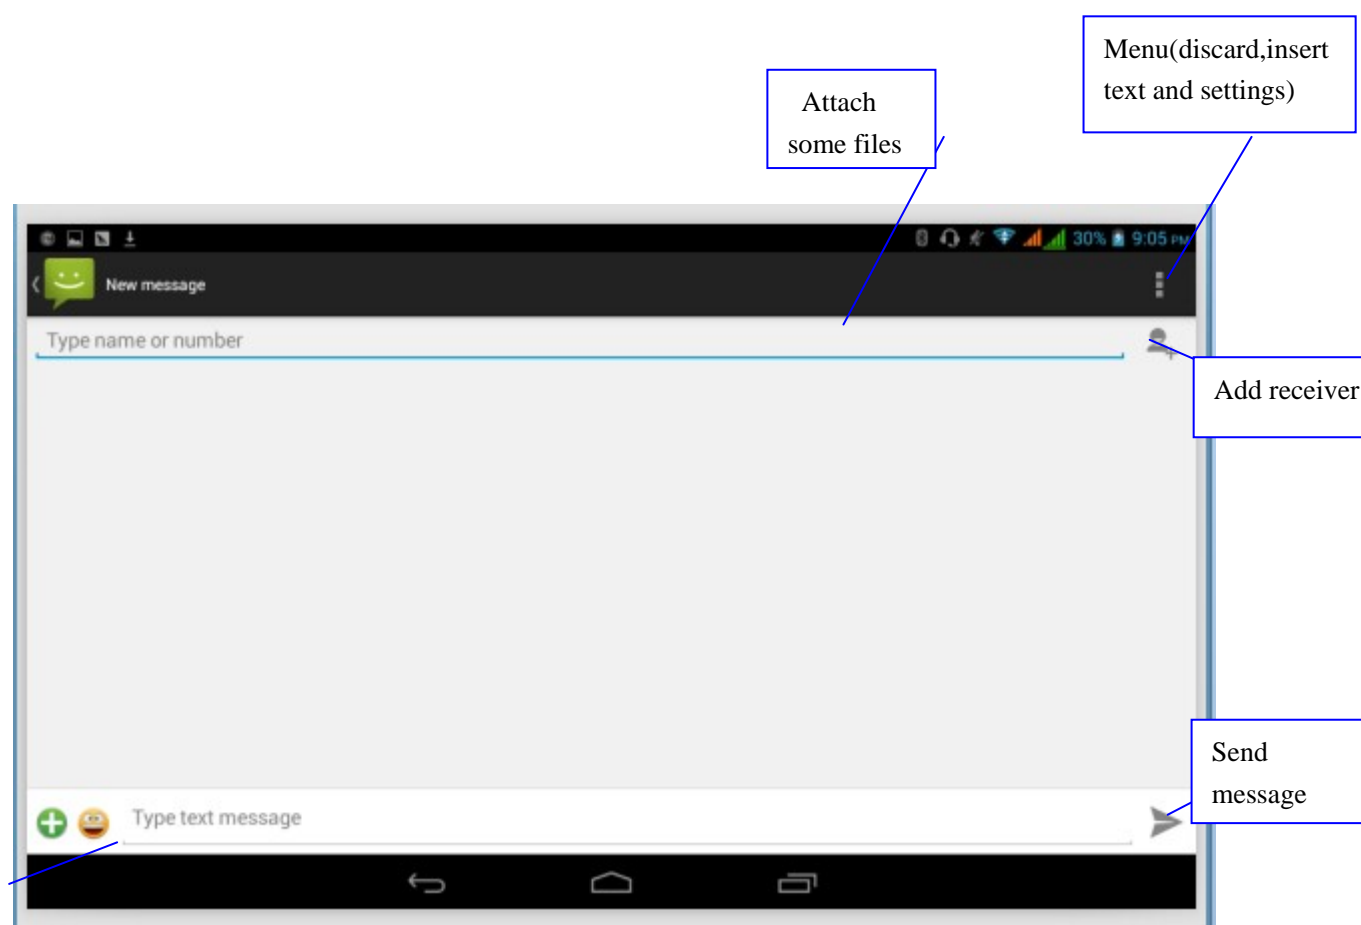 Menu(discard,insert
text and settings)
Attach
some files
30% 9:05 PM
New message
Type name or number
Add receiver
Send
message
Type text message